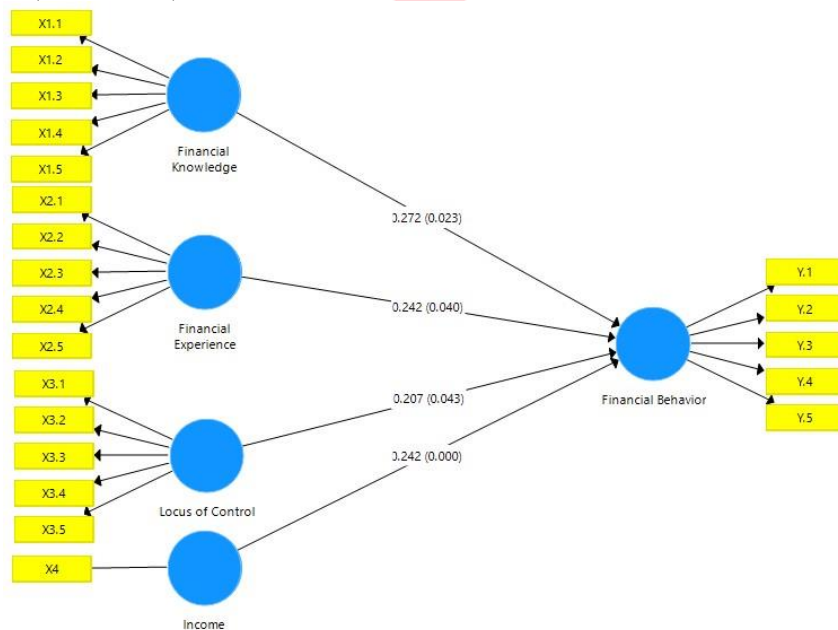 X1.1
X1.2
X1.3
X1.4
X1.5
Financial
Knowledge
X2.1
X2.2
X2.3
X2.4
X2.5
Financial
Experience
X3.1
X3.2
X3.3
X3.4
X3.5
Locus of Control
X4
Income
0.272 (0.023)
0.242 (0.040)
0.207 (0.043)
0.242 (0.000)
Financial Behavior
Y.1
Y.2
Y.3
Y.4
Y.5